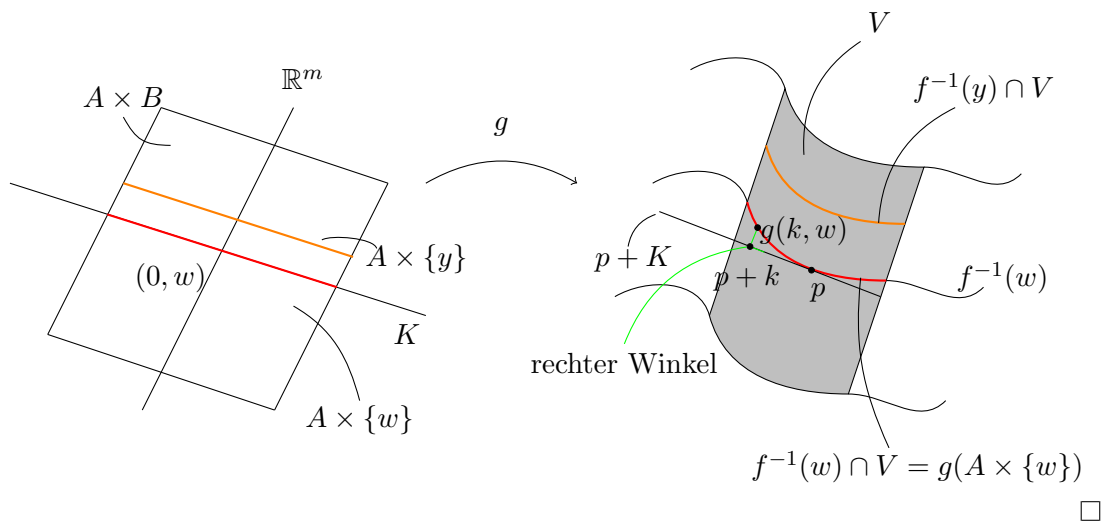 ℝ^m
A × B
A × {y}
(0, w)
K
A × {w}
g
V
f^{-1}(y) ∩ V
g(k, w)
p + K
p + k
p
f^{-1}(w)
rechter Winkel
f^{-1}(w) ∩ V = g(A × {w})
□